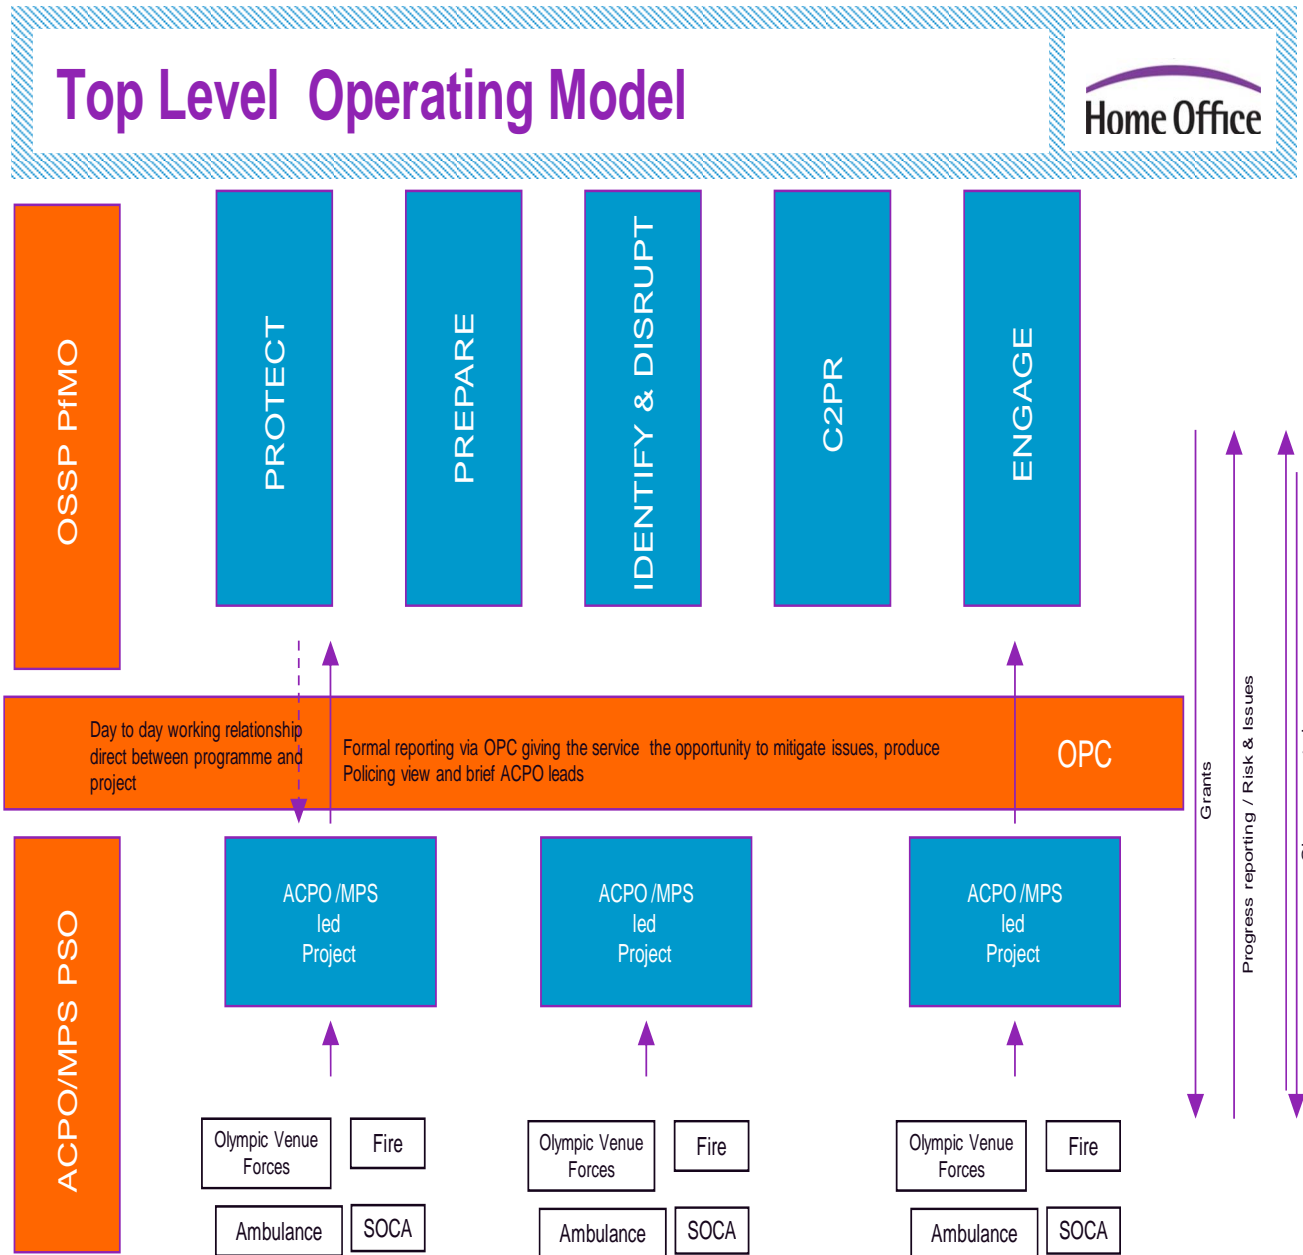 Top Level Operating Model
Home Office
OSSP PfMO
PROTECT
PREPARE
IDENTIFY & DISRUPT
C2PR
ENGAGE
Day to day working relationship
direct between programme and
project
Formal reporting via OPC giving the service the opportunity to mitigate issues, produce
Policing view and brief ACPO leads
OPC
Grants
Progress reporting / Risk & Issues
ACPO/MPS PSO
ACPO /MPS
led
Project
ACPO /MPS
led
Project
ACPO /MPS
led
Project
Olympic Venue
Forces
Fire
Ambulance
SOCA
Olympic Venue
Forces
Fire
Ambulance
SOCA
Olympic Venue
Forces
Fire
Ambulance
SOCA